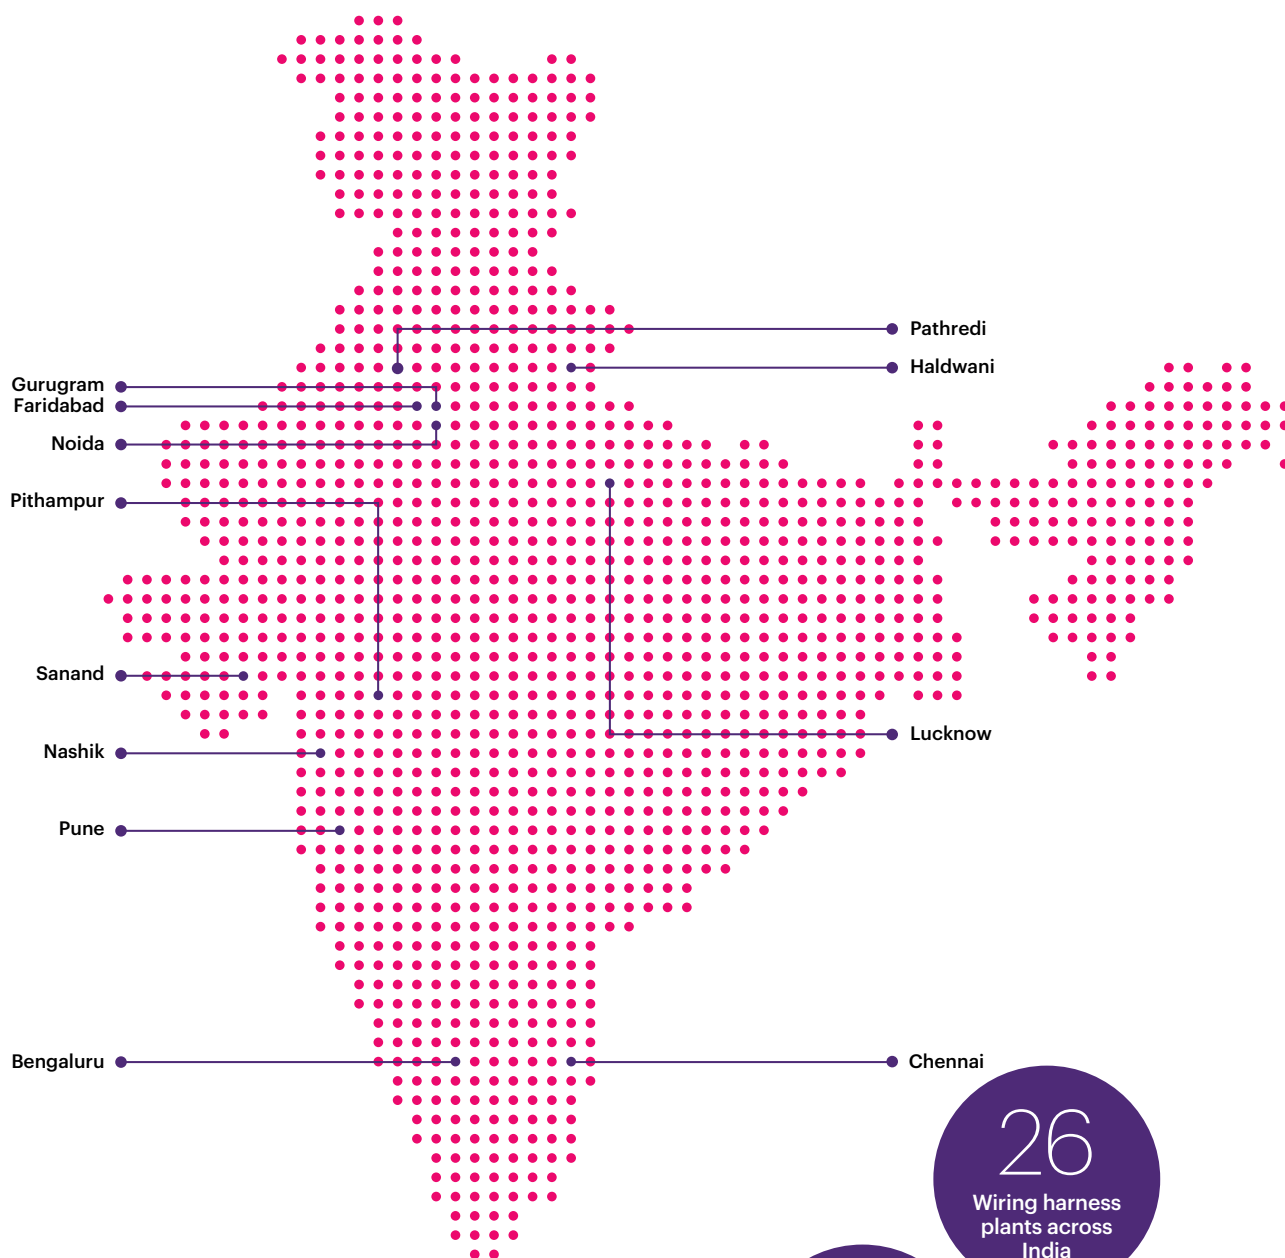 Pathredi
Haldwani
Gurugram
Faridabad
Noida
Pithampur
Sanand
Lucknow
Nashik
Pune
Bengaluru
Chennai
26
Wiring harness
plants across
India